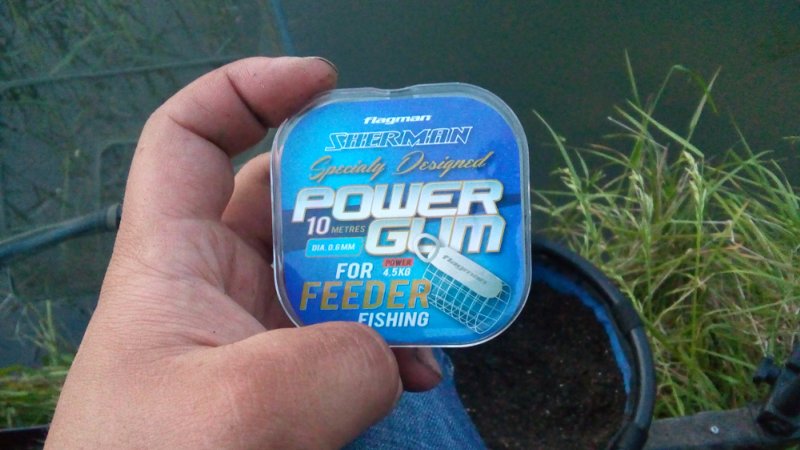 flagman
SHERMAN
Specialy Designed
POWER
10 METRES
GUM
DIA. 0.6MM
POWER
4.5KG
FOR
FEEDER
FISHING
flagman